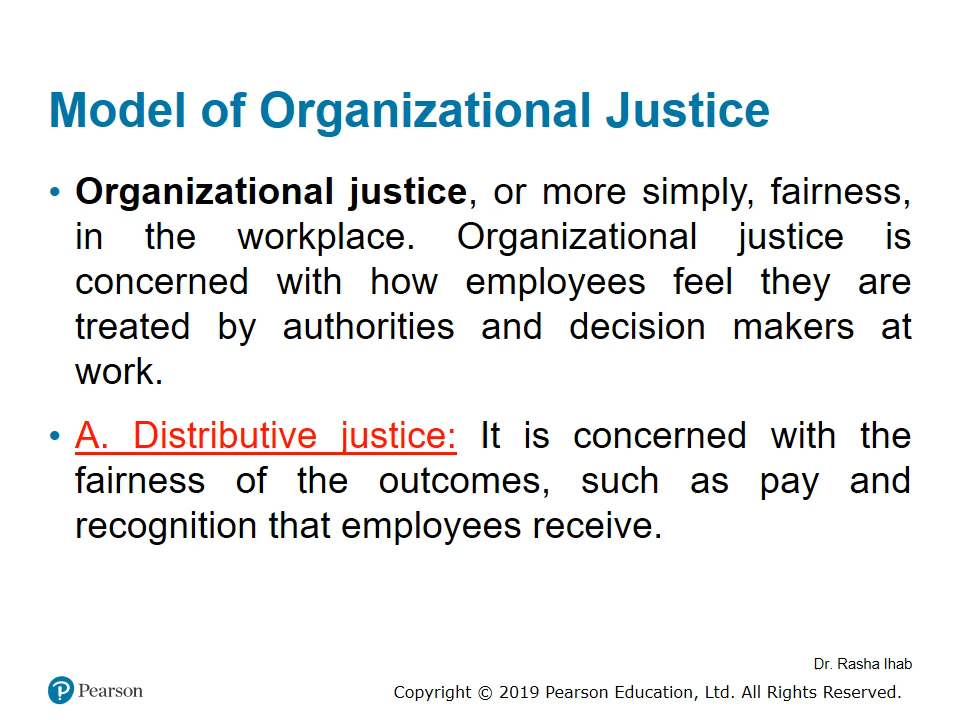 Model of Organizational Justice
• Organizational justice, or more simply, fairness,
in the workplace. Organizational justice is
concerned with how employees feel they are
treated by authorities and decision makers at
work.
• A. Distributive justice: It is concerned with the
fairness of the outcomes, such as pay and
recognition that employees receive.
Dr. Rasha Ihab
Pearson
Copyright © 2019 Pearson Education, Ltd. All Rights Reserved.